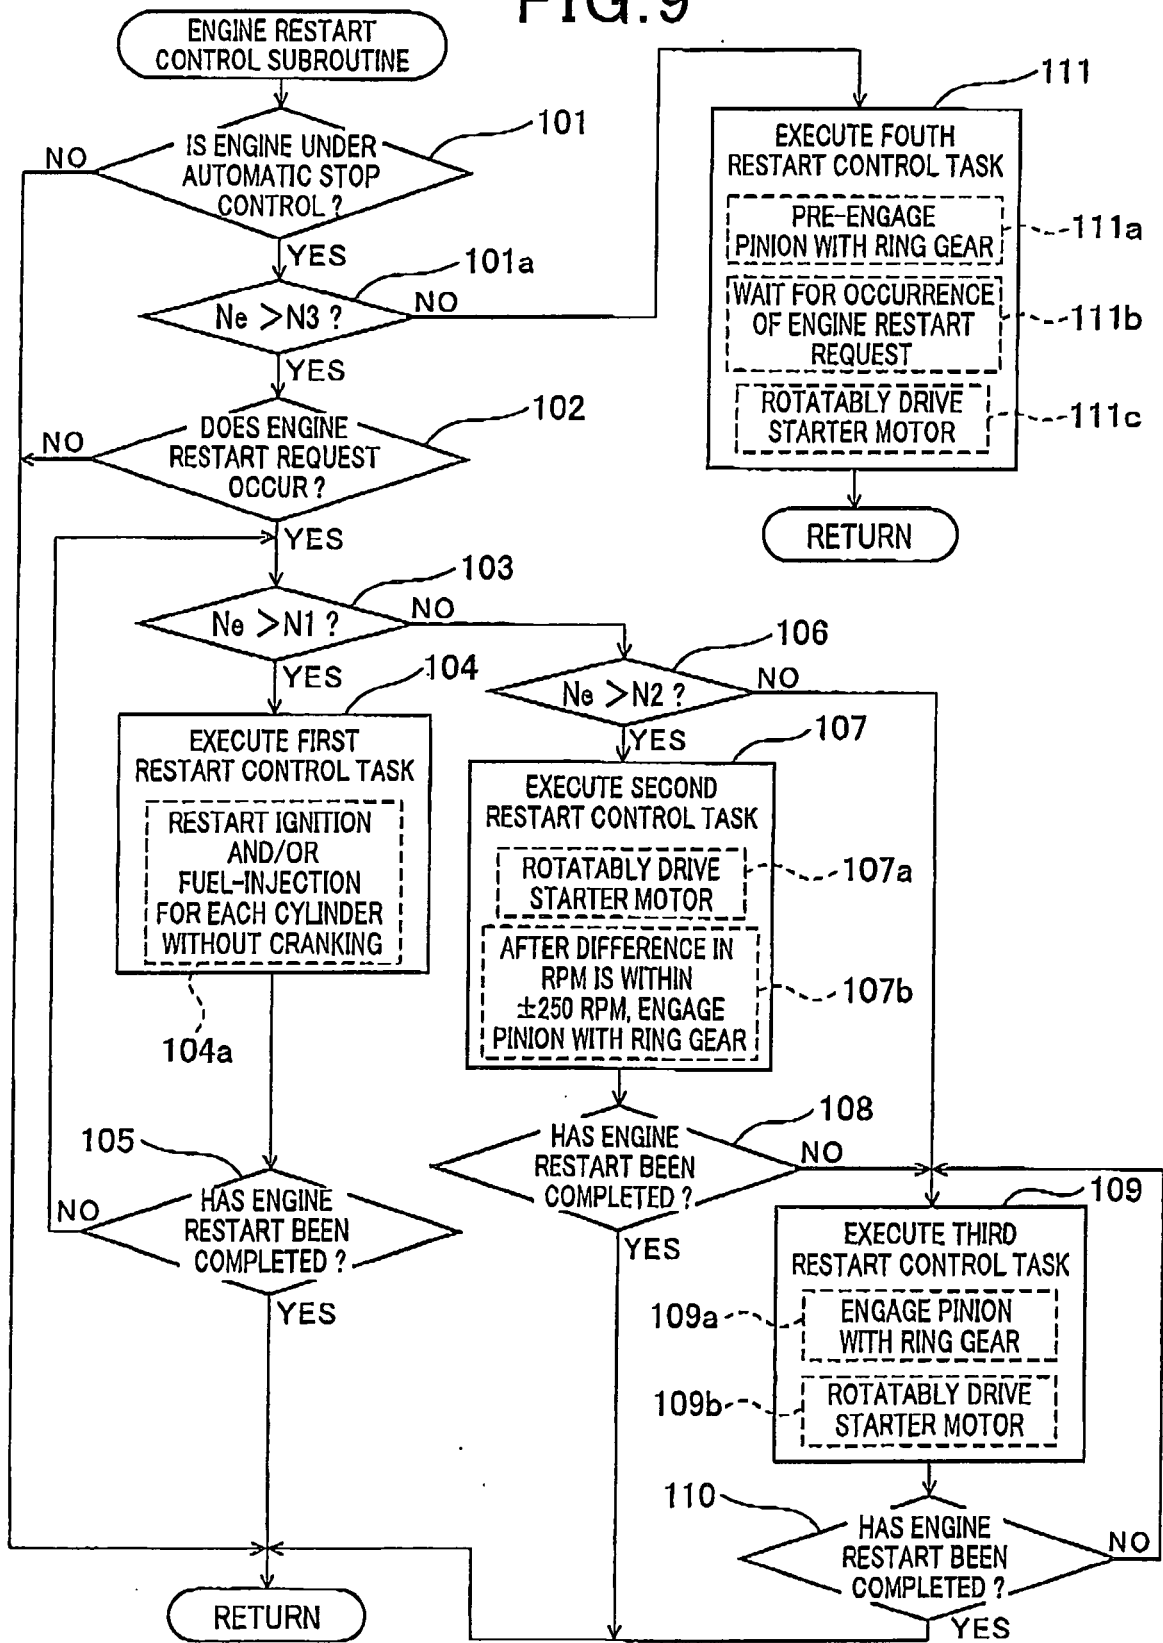 FIG.9
ENGINE RESTART
CONTROL SUBROUTINE
101
IS ENGINE UNDER
AUTOMATIC STOP
CONTROL ?
NO
YES
101a
Ne >N3 ?
NO
YES
102
DOES ENGINE
RESTART REQUEST
OCCUR ?
NO
YES
103
Ne >N1 ?
NO
YES
104
EXECUTE FIRST
RESTART CONTROL TASK
RESTART IGNITION
AND/OR
FUEL-INJECTION
FOR EACH CYLINDER
WITHOUT CRANKING
104a
105
HAS ENGINE
RESTART BEEN
COMPLETED ?
NO
YES
RETURN
106
Ne >N2 ?
NO
YES
107
EXECUTE SECOND
RESTART CONTROL TASK
ROTATABLY DRIVE
STARTER MOTOR
107a
AFTER DIFFERENCE IN
RPM IS WITHIN
±250 RPM, ENGAGE
PINION WITH RING GEAR
107b
108
HAS ENGINE
RESTART BEEN
COMPLETED ?
NO
YES
109
EXECUTE THIRD
RESTART CONTROL TASK
109a
ENGAGE PINION
WITH RING GEAR
109b
ROTATABLY DRIVE
STARTER MOTOR
110
HAS ENGINE
RESTART BEEN
COMPLETED ?
NO
YES
111
EXECUTE FOUTH
RESTART CONTROL TASK
PRE-ENGAGE
PINION WITH RING GEAR
111a
WAIT FOR OCCURRENCE
OF ENGINE RESTART
REQUEST
111b
ROTATABLY DRIVE
STARTER MOTOR
111c
RETURN